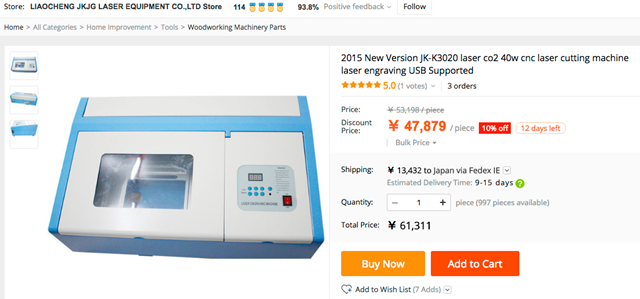 Store: LIAOCHENG JKJG LASER EQUIPMENT CO.,LTD Store 114 93.8% Positive feedback Follow
Home > All Categories > Home Improvement > Tools > Woodworking Machinery Parts
2015 New Version JK-K3020 laser co2 40w cnc laser cutting machine
laser engraving USB Supported
5.0 (1 votes) 3 orders
Price: ¥ 53,198 / piece
Discount
Price: ¥ 47,879 / piece 10% off 12 days left
Bulk Price
Shipping: ¥ 13,432 to Japan via Fedex IE
Estimated Delivery Time: 9-15 days ?
Quantity: – 1 + piece (997 pieces available)
Total Price: ¥ 61,311
Buy Now Add to Cart
Add to Wish List (7 Adds)
LASER ENGRAVING MACHINE